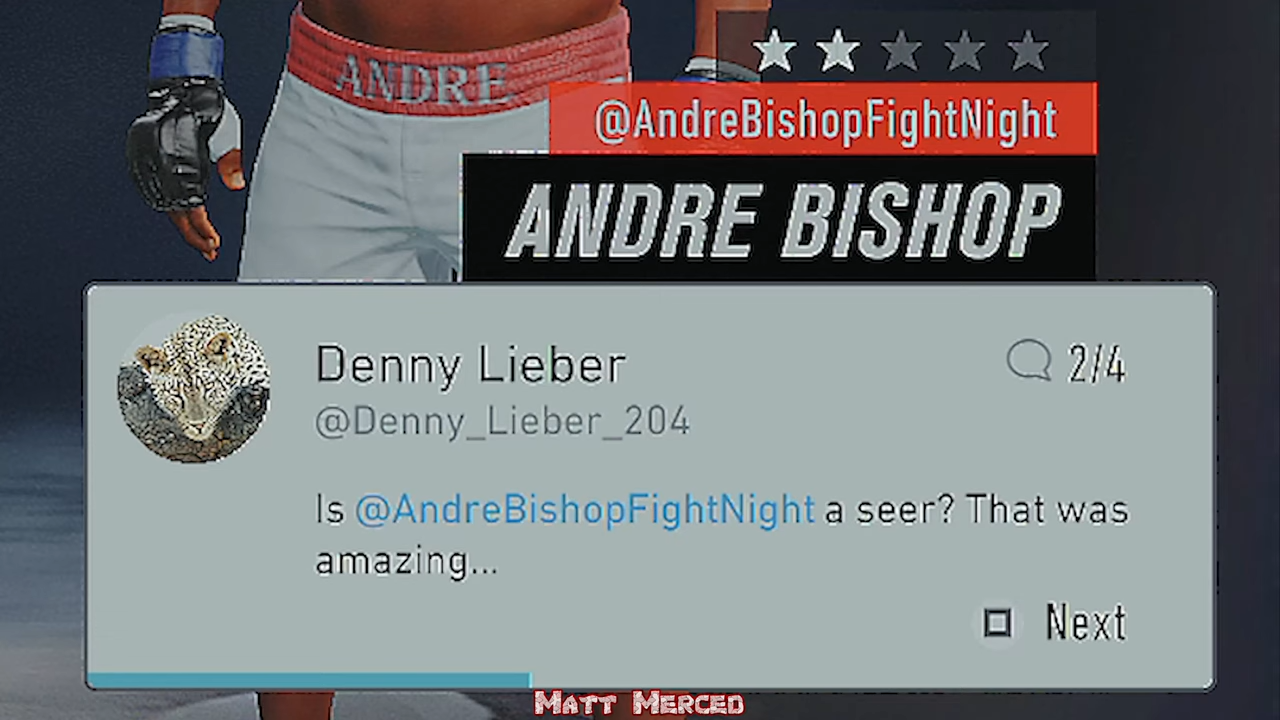 ANDRE
@AndreBishopFightNight
ANDRE BISHOP
Denny Lieber
2/4
@Denny_Lieber_204
Is @AndreBishopFightNight a seer? That was
amazing...
Next
Matt Merced